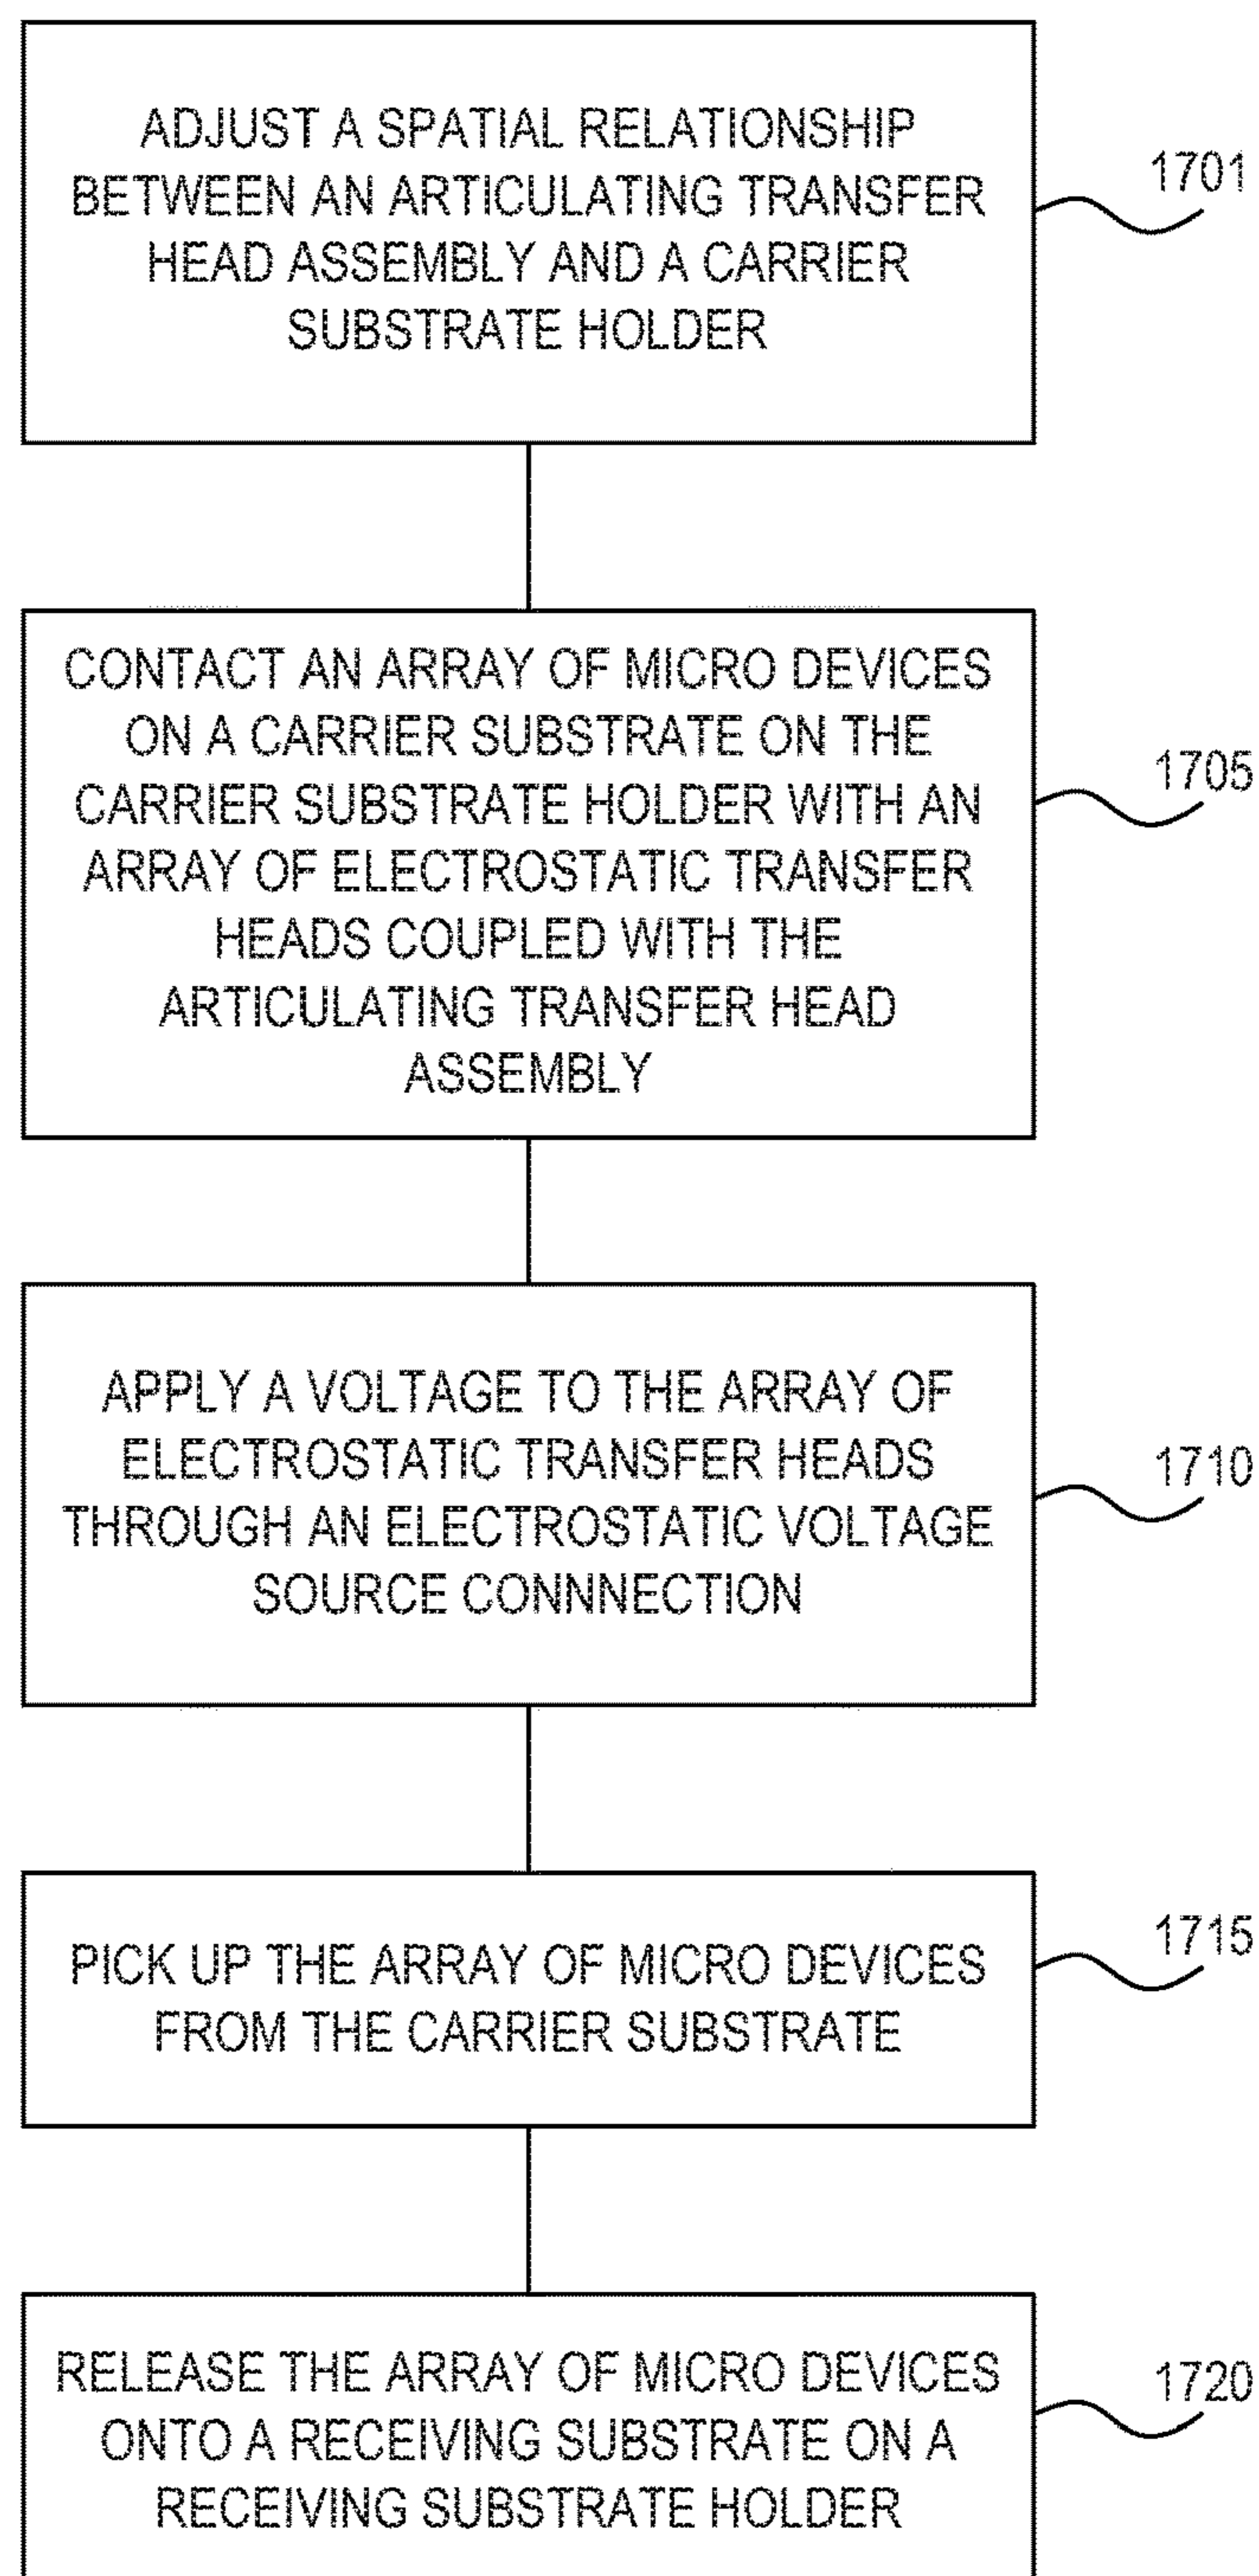 ADJUST A SPATIAL RELATIONSHIP
BETWEEN AN ARTICULATING TRANSFER
HEAD ASSEMBLY AND A CARRIER
SUBSTRATE HOLDER
1701
CONTACT AN ARRAY OF MICRO DEVICES
ON A CARRIER SUBSTRATE ON THE
CARRIER SUBSTRATE HOLDER WITH AN
ARRAY OF ELECTROSTATIC TRANSFER
HEADS COUPLED WITH THE
ARTICULATING TRANSFER HEAD
ASSEMBLY
1705
APPLY A VOLTAGE TO THE ARRAY OF
ELECTROSTATIC TRANSFER HEADS
THROUGH AN ELECTROSTATIC VOLTAGE
SOURCE CONNNECTION
1710
PICK UP THE ARRAY OF MICRO DEVICES
FROM THE CARRIER SUBSTRATE
1715
RELEASE THE ARRAY OF MICRO DEVICES
ONTO A RECEIVING SUBSTRATE ON A
RECEIVING SUBSTRATE HOLDER
1720